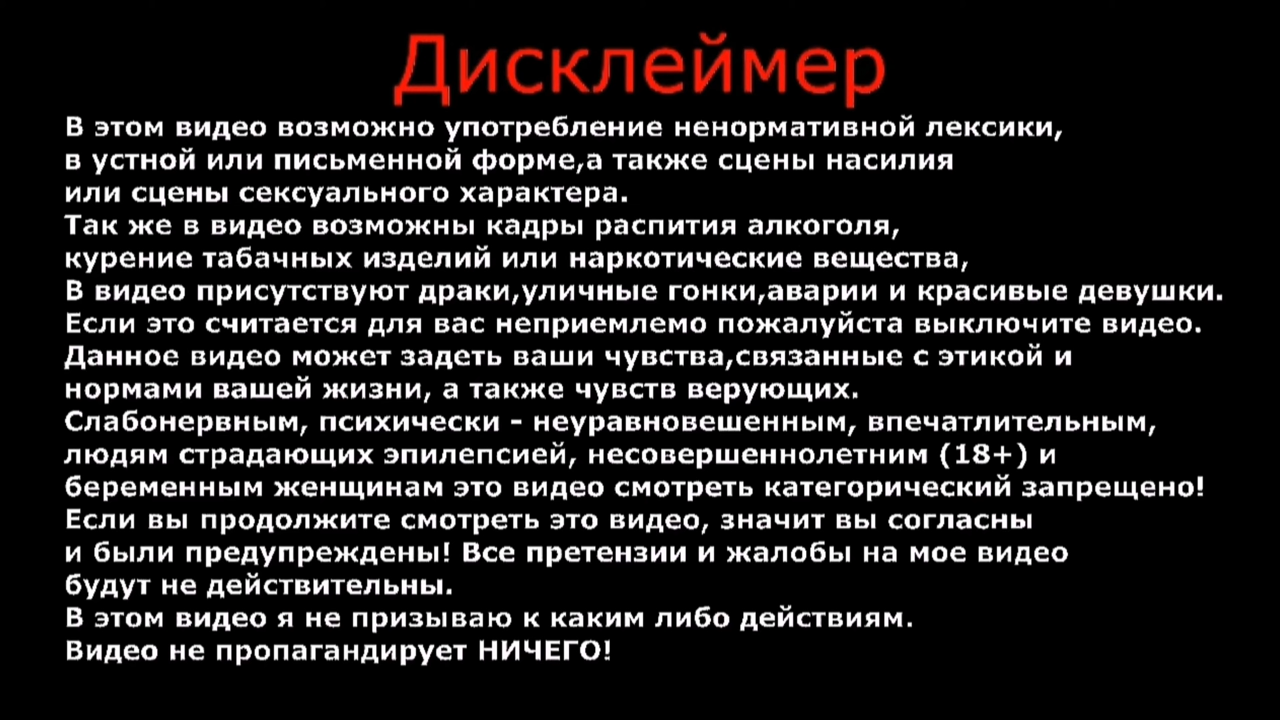 Дисклеймер
В этом видео возможно употребление ненормативной лексики,
в устной или письменной форме,а также сцены насилия
или сцены сексуального характера.
Так же в видео возможны кадры распития алкоголя,
курение табачных изделий или наркотические вещества,
В видео присутствуют драки,уличные гонки,аварии и красивые девушки.
Если это считается для вас неприемлемо пожалуйста выключите видео.
Данное видео может задеть ваши чувства,связанные с этикой и
нормами вашей жизни, а также чувств верующих.
Слабонервным, психически - неуравновешенным, впечатлительным,
людям страдающих эпилепсией, несовершеннолетним (18+) и
беременным женщинам это видео смотреть категорический запрещено!
Если вы продолжите смотреть это видео, значит вы согласны
и были предупреждены! Все претензии и жалобы на мое видео
будут не действительны.
В этом видео я не призываю к каким либо действиям.
Видео не пропагандирует НИЧЕГО!